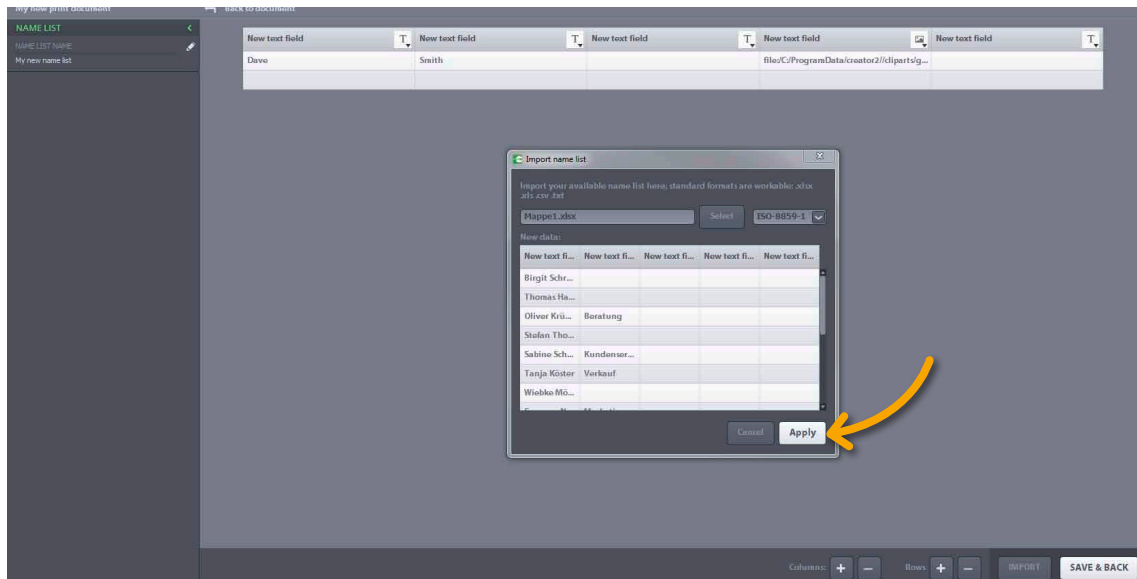 My new print document
Back to document
NAME LIST
NAME LIST NAME
My new name list
New text field New text field New text field New text field New text field
Dave Smith file:/C:/ProgramData/creator2//cliparts/g...
Import name list
Import your available name list here; standard formats are workable: .xlsx
.xls .csv .txt
Mappe1.xlsx Select ISO-8859-1
New data:
New text fi... New text fi... New text fi... New text fi... New text fi...
Birgit Schr...
Thomas Ha...
Oliver Krü... Beratung
Stefan Tho...
Sabine Sch... Kundenser...
Tanja Köster Verkauf
Wiebke Mö...
Cancel Apply
Columns: + − Rows + − IMPORT SAVE & BACK